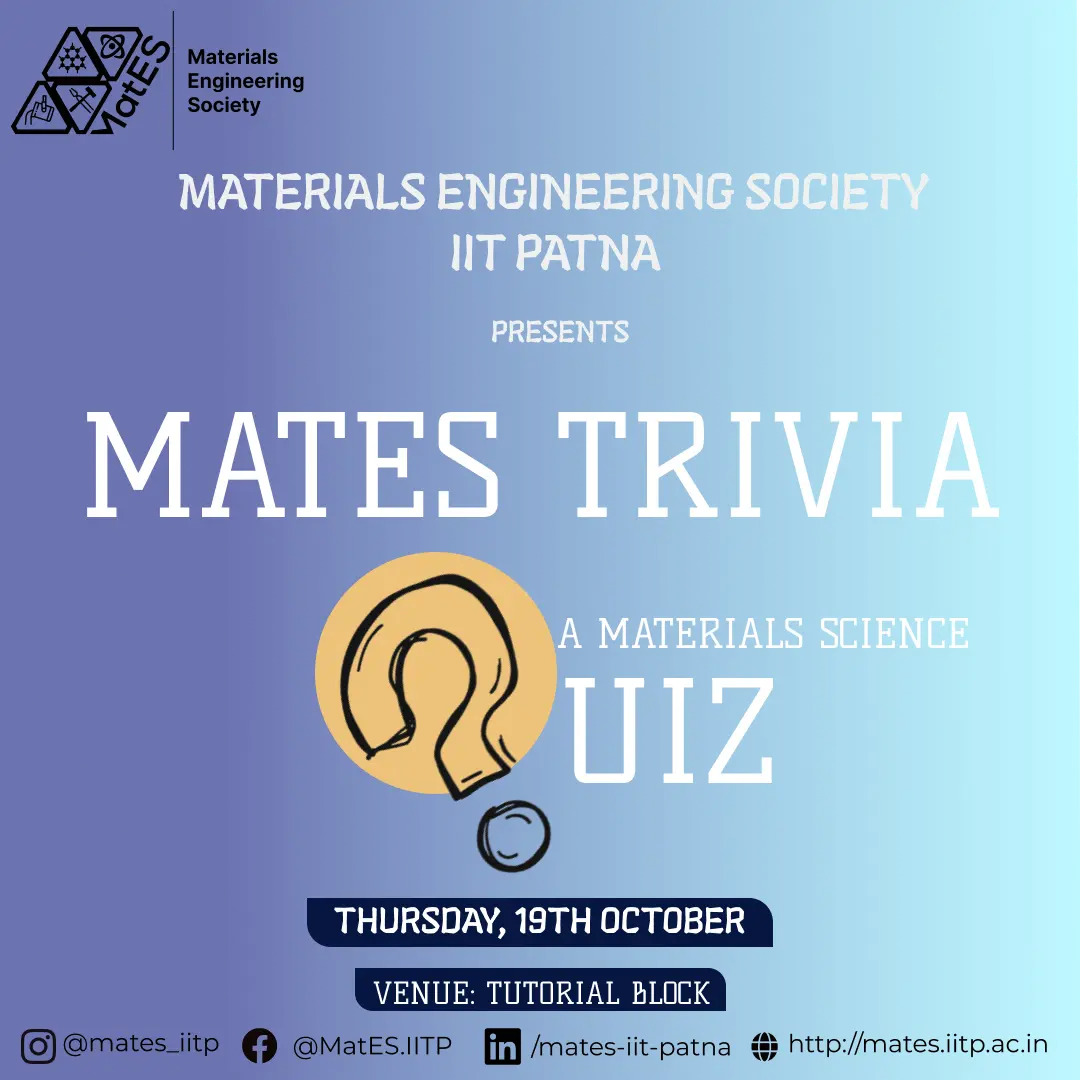 MatES
Materials
Engineering
Society
MATERIALS ENGINEERING SOCIETY
IIT PATNA
PRESENTS
MATES TRIVIA
A MATERIALS SCIENCE
UIZ
THURSDAY, 19TH OCTOBER
VENUE: TUTORIAL BLOCK
@mates_iitp @MatES.IITP /mates-iit-patna http://mates.iitp.ac.in